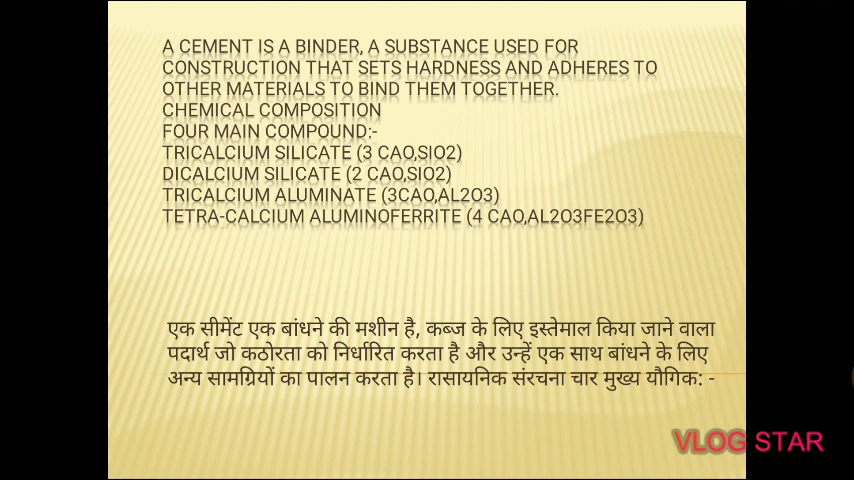 A CEMENT IS A BINDER, A SUBSTANCE USED FOR
CONSTRUCTION THAT SETS HARDNESS AND ADHERES TO
OTHER MATERIALS TO BIND THEM TOGETHER.
CHEMICAL COMPOSITION
FOUR MAIN COMPOUND:-
TRICALCIUM SILICATE (3 CAO,SIO2)
DICALCIUM SILICATE (2 CAO,SIO2)
TRICALCIUM ALUMINATE (3CAO,AL2O3)
TETRA-CALCIUM ALUMINOFERRITE (4 CAO,AL2O3FE2O3)
एक सीमेंट एक बांधने की मशीन है, कब्ज के लिए इस्तेमाल किया जाने वाला
पदार्थ जो कठोरता को निर्धारित करता है और उन्हें एक साथ बांधने के लिए
अन्य सामग्रियों का पालन करता है। रासायनिक संरचना चार मुख्य यौगिक: -
VLOG STAR